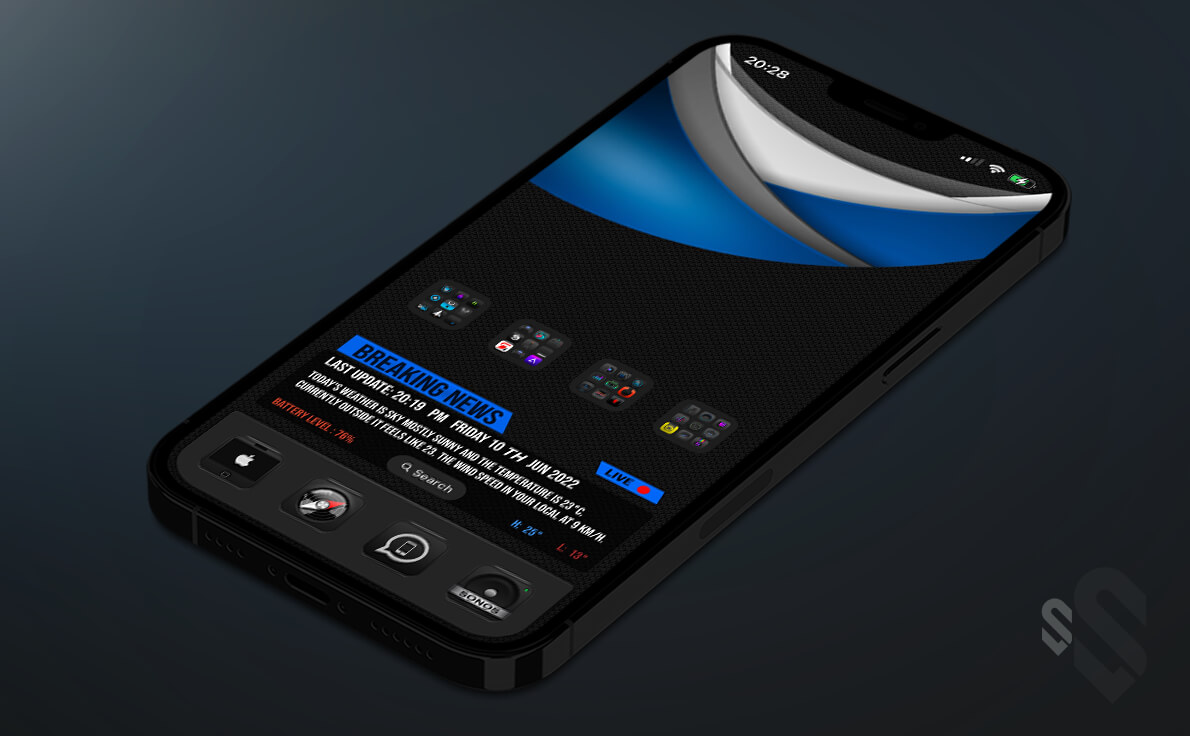 20:28
BREAKING NEWS
LAST UPDATE: 20:19 PM FRIDAY 10 TH JUN 2022
TODAY'S WEATHER IS SKY MOSTLY SUNNY AND THE TEMPERATURE IS 23°C.
CURRENTLY OUTSIDE IT FEELS LIKE 23. THE WIND SPEED IN YOUR LOCAL AT 9 KM/H.
BATTERY LEVEL : 76%
LIVE
H: 25° L: 13°
Search
SONOS